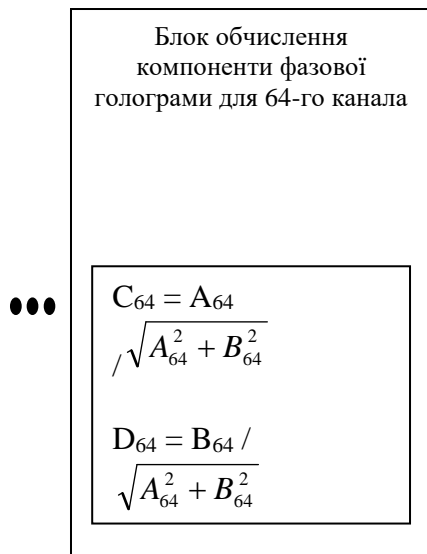 Блок обчислення
компоненти фазової
голограми для 64-го канала
●●●
C₆₄ = A₆₄
/√(A₆₄² + B₆₄²)
D₆₄ = B₆₄ /
√(A₆₄² + B₆₄²)